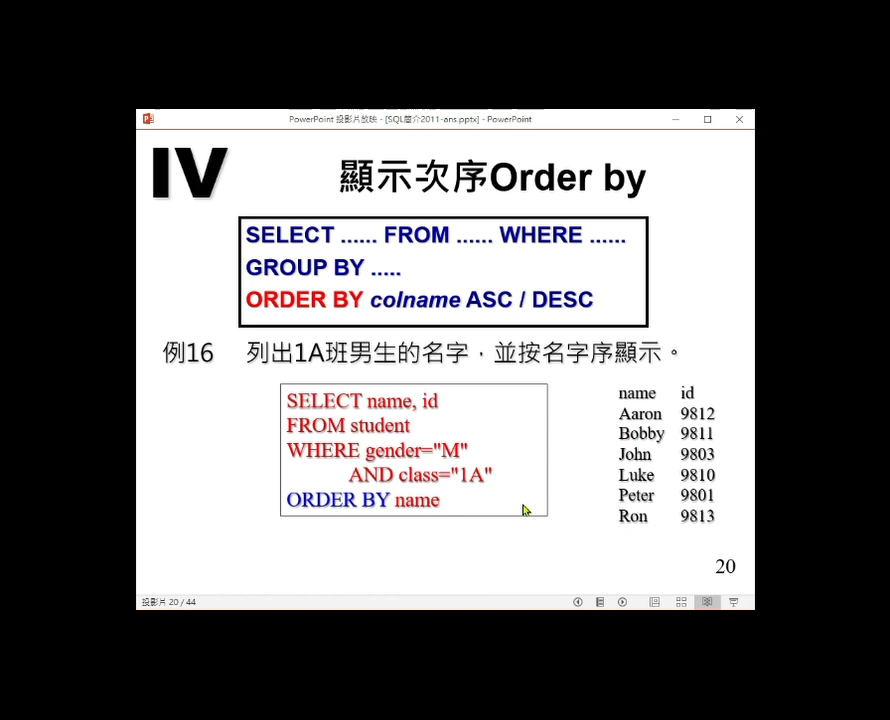 PowerPoint 投影片放映 - [SQL簡介2011-ans.pptx] - PowerPoint
IV
顯示次序Order by
SELECT ...... FROM ...... WHERE ......
GROUP BY .....
ORDER BY colname ASC / DESC
例16 列出1A班男生的名字，並按名字序顯示。
SELECT name, id
FROM student
WHERE gender="M"
AND class="1A"
ORDER BY name
name id
Aaron 9812
Bobby 9811
John 9803
Luke 9810
Peter 9801
Ron 9813
20
投影片 20 / 44